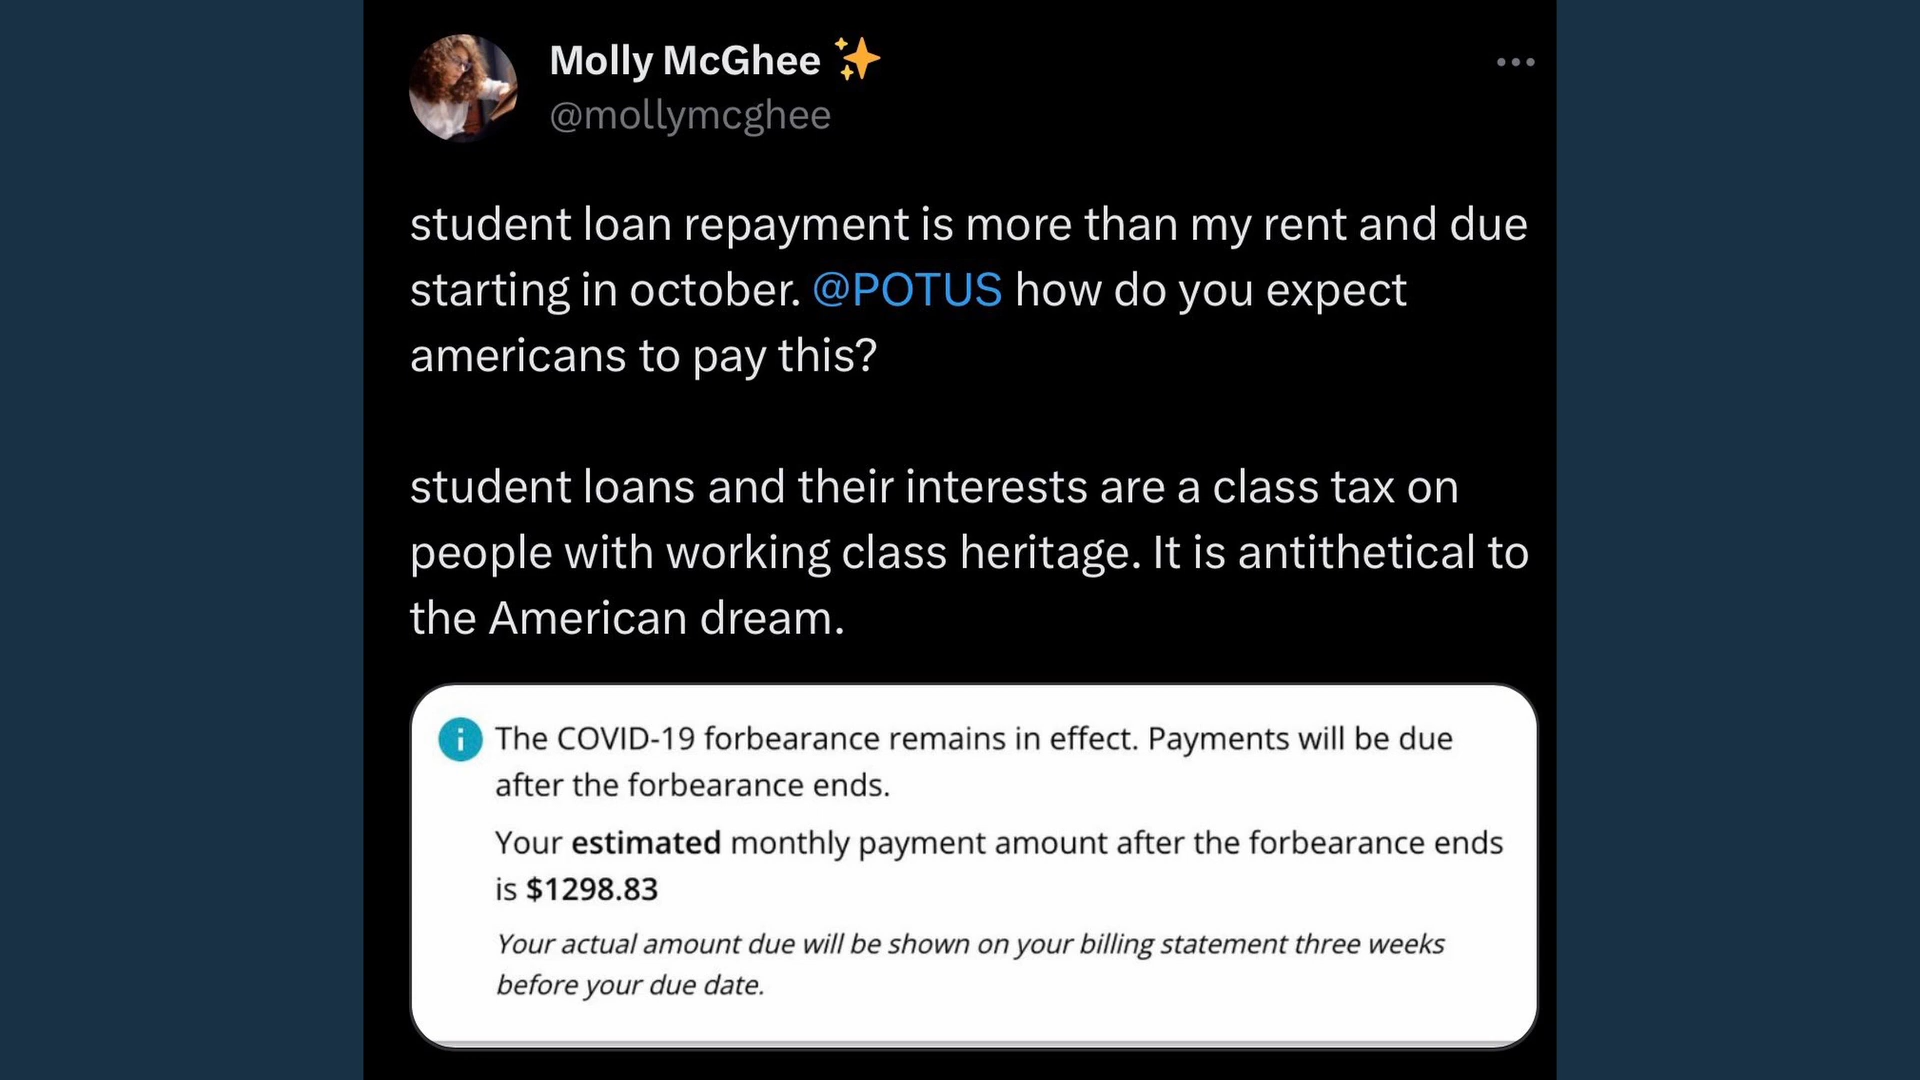 Molly McGhee ✨
@mollymcghee
student loan repayment is more than my rent and due
starting in october. @POTUS how do you expect
americans to pay this?
student loans and their interests are a class tax on
people with working class heritage. It is antithetical to
the American dream.
The COVID-19 forbearance remains in effect. Payments will be due
after the forbearance ends.
Your estimated monthly payment amount after the forbearance ends
is $1298.83
Your actual amount due will be shown on your billing statement three weeks
before your due date.